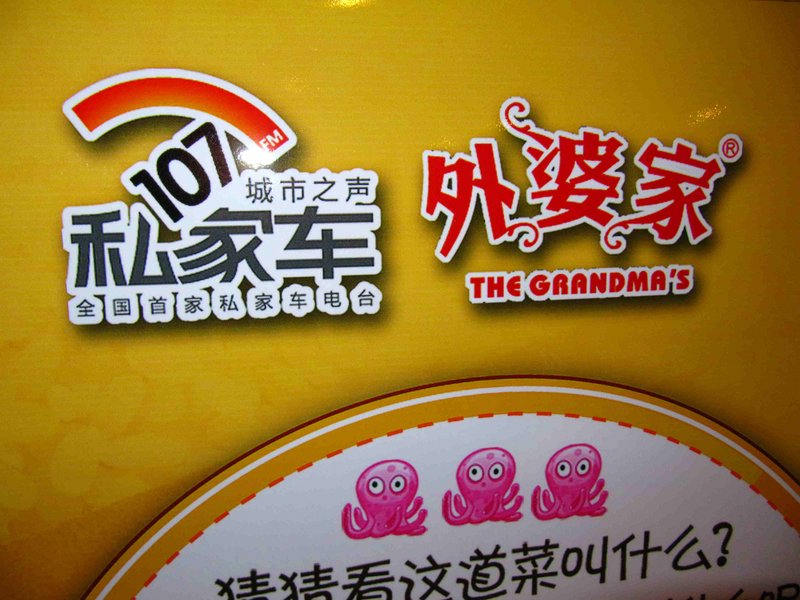 107 FM
城市之声
私家车
全国首家私家车电台
外婆家®
THE GRANDMA'S
猜猜看这道菜叫什么?